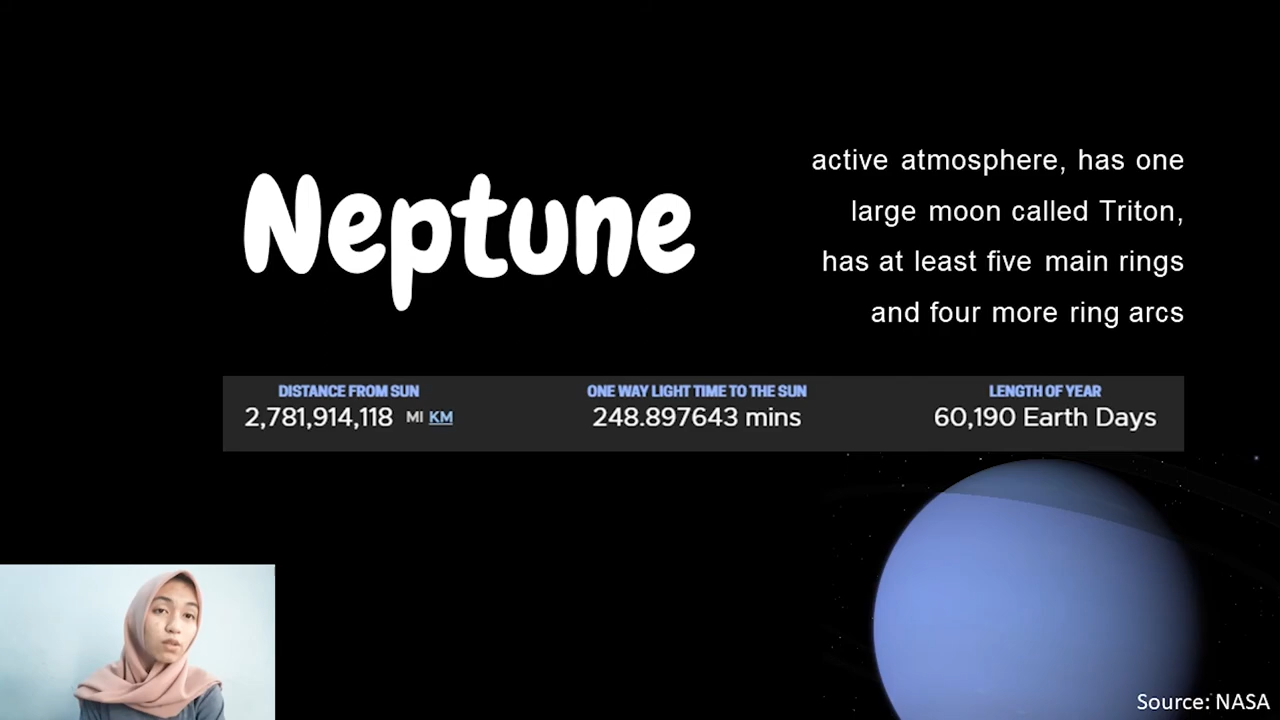 Neptune
active atmosphere, has one
large moon called Triton,
has at least five main rings
and four more ring arcs
DISTANCE FROM SUN
2,781,914,118 MI KM
ONE WAY LIGHT TIME TO THE SUN
248.897643 mins
LENGTH OF YEAR
60,190 Earth Days
Source: NASA